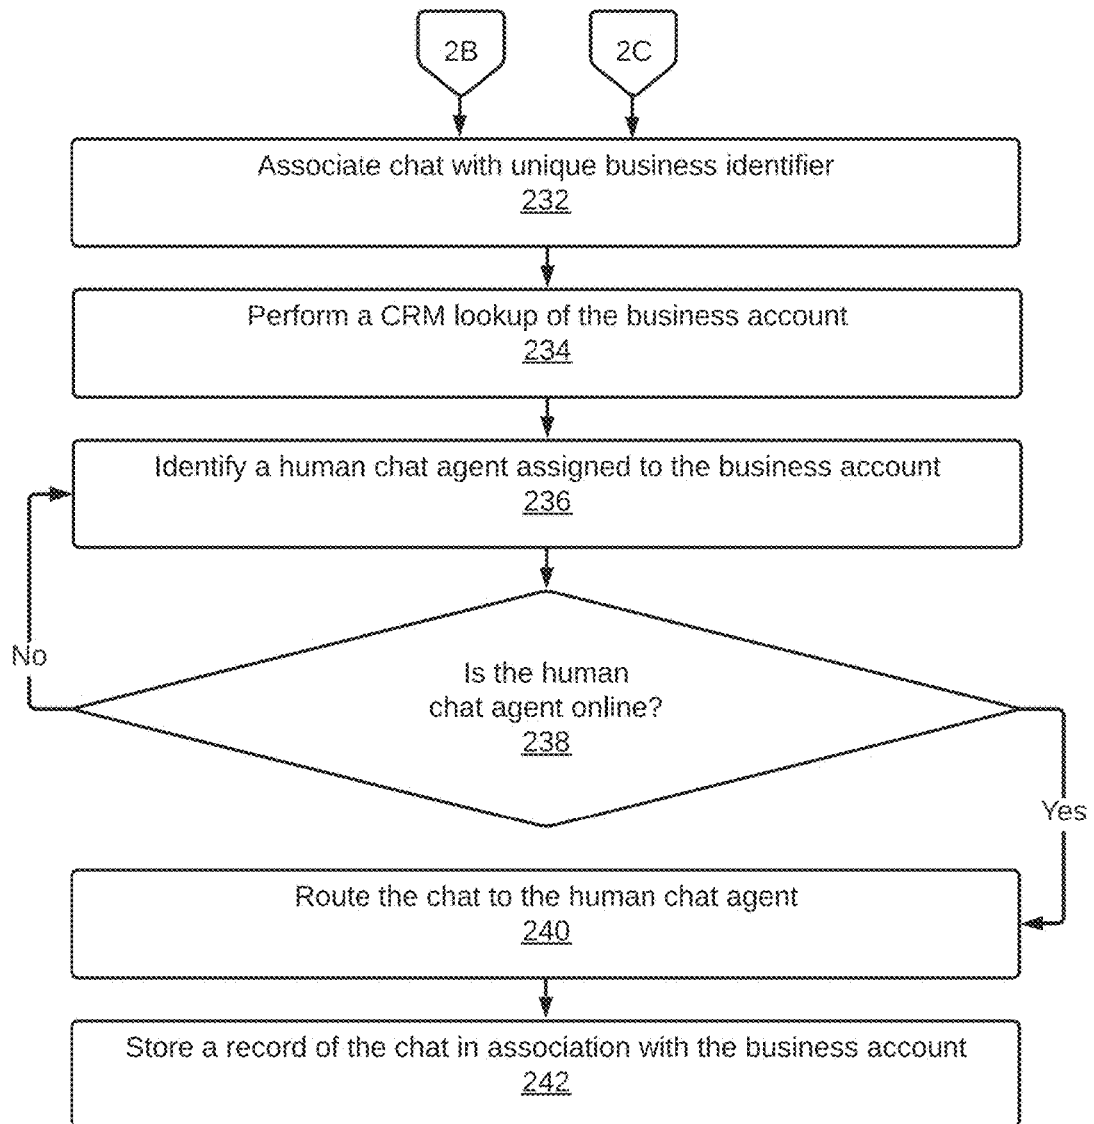 2B
2C
Associate chat with unique business identifier
232
Perform a CRM lookup of the business account
234
Identify a human chat agent assigned to the business account
236
No
Is the human
chat agent online?
238
Yes
Route the chat to the human chat agent
240
Store a record of the chat in association with the business account
242